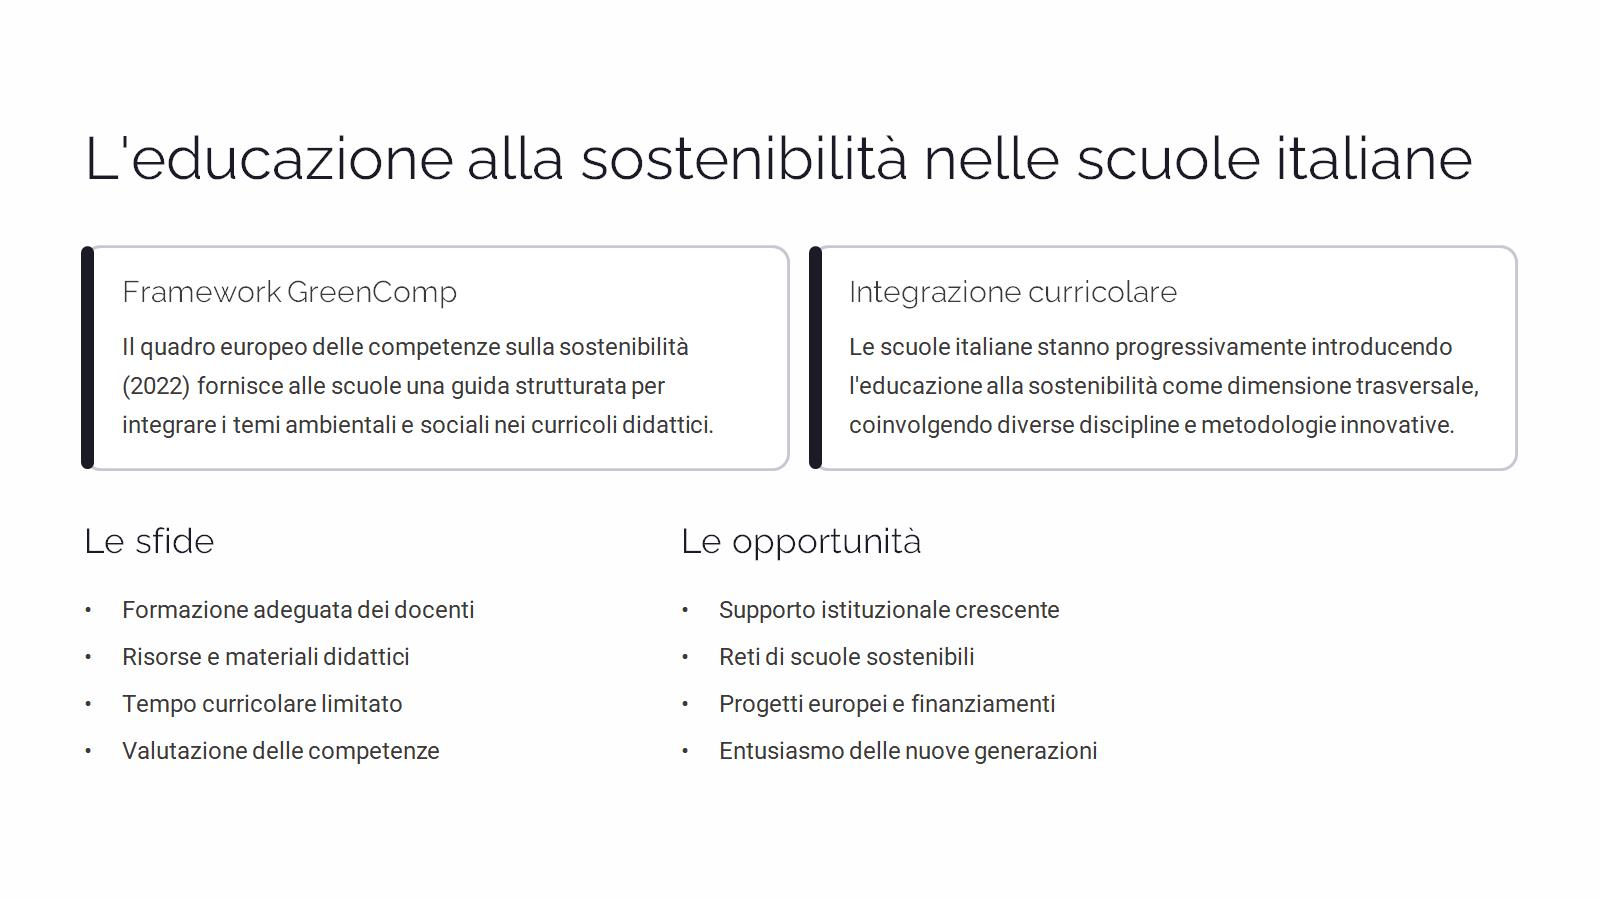 L'educazione alla sostenibilità nelle scuole italiane
Framework GreenComp
Il quadro europeo delle competenze sulla sostenibilità
(2022) fornisce alle scuole una guida strutturata per
integrare i temi ambientali e sociali nei curricoli didattici.
Integrazione curricolare
Le scuole italiane stanno progressivamente introducendo
l'educazione alla sostenibilità come dimensione trasversale,
coinvolgendo diverse discipline e metodologie innovative.
Le sfide
• Formazione adeguata dei docenti
• Risorse e materiali didattici
• Tempo curricolare limitato
• Valutazione delle competenze
Le opportunità
• Supporto istituzionale crescente
• Reti di scuole sostenibili
• Progetti europei e finanziamenti
• Entusiasmo delle nuove generazioni